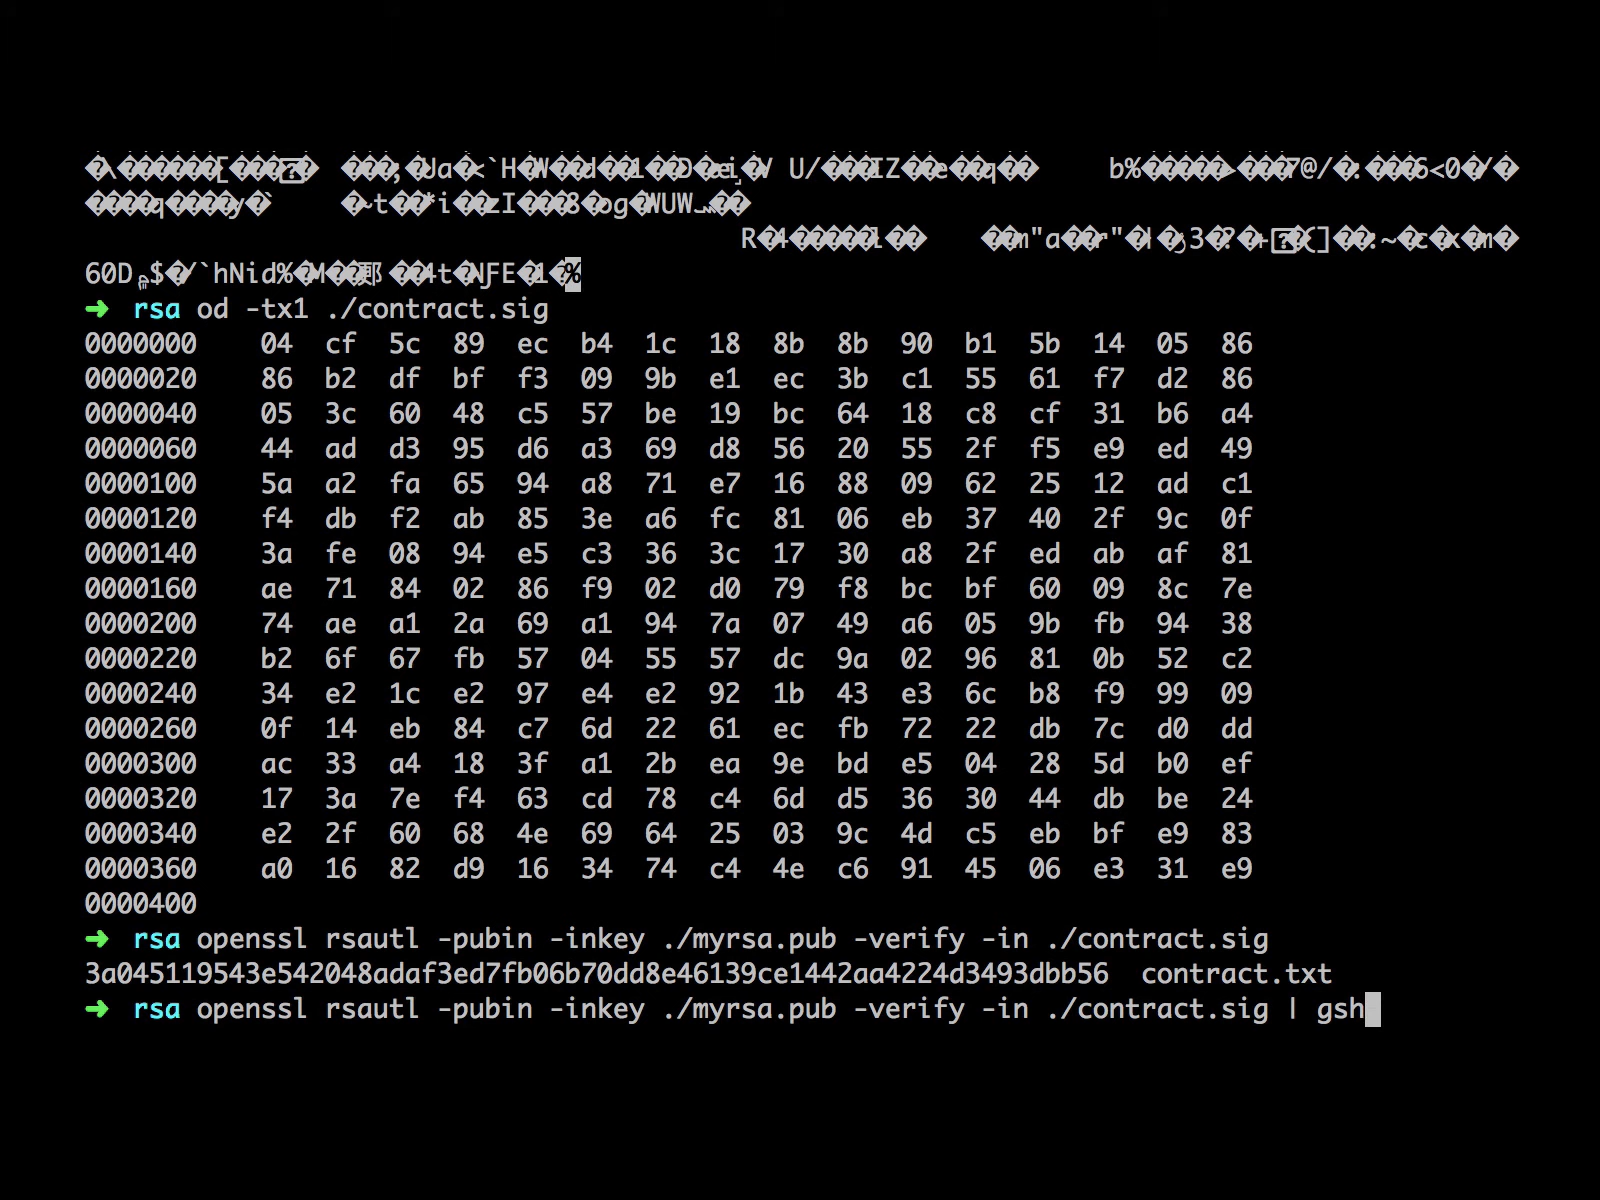 ➜ rsa od -tx1 ./contract.sig
0000000 04 cf 5c 89 ec b4 1c 18 8b 8b 90 b1 5b 14 05 86
0000020 86 b2 df bf f3 09 9b e1 ec 3b c1 55 61 f7 d2 86
0000040 05 3c 60 48 c5 57 be 19 bc 64 18 c8 cf 31 b6 a4
0000060 44 ad d3 95 d6 a3 69 d8 56 20 55 2f f5 e9 ed 49
0000100 5a a2 fa 65 94 a8 71 e7 16 88 09 62 25 12 ad c1
0000120 f4 db f2 ab 85 3e a6 fc 81 06 eb 37 40 2f 9c 0f
0000140 3a fe 08 94 e5 c3 36 3c 17 30 a8 2f ed ab af 81
0000160 ae 71 84 02 86 f9 02 d0 79 f8 bc bf 60 09 8c 7e
0000200 74 ae a1 2a 69 a1 94 7a 07 49 a6 05 9b fb 94 38
0000220 b2 6f 67 fb 57 04 55 57 dc 9a 02 96 81 0b 52 c2
0000240 34 e2 1c e2 97 e4 e2 92 1b 43 e3 6c b8 f9 99 09
0000260 0f 14 eb 84 c7 6d 22 61 ec fb 72 22 db 7c d0 dd
0000300 ac 33 a4 18 3f a1 2b ea 9e bd e5 04 28 5d b0 ef
0000320 17 3a 7e f4 63 cd 78 c4 6d d5 36 30 44 db be 24
0000340 e2 2f 60 68 4e 69 64 25 03 9c 4d c5 eb bf e9 83
0000360 a0 16 82 d9 16 34 74 c4 4e c6 91 45 06 e3 31 e9
0000400
➜ rsa openssl rsautl -pubin -inkey ./myrsa.pub -verify -in ./contract.sig
3a045119543e542048adaf3ed7fb06b70dd8e46139ce1442aa4224d3493dbb56 contract.txt
➜ rsa openssl rsautl -pubin -inkey ./myrsa.pub -verify -in ./contract.sig | gsh